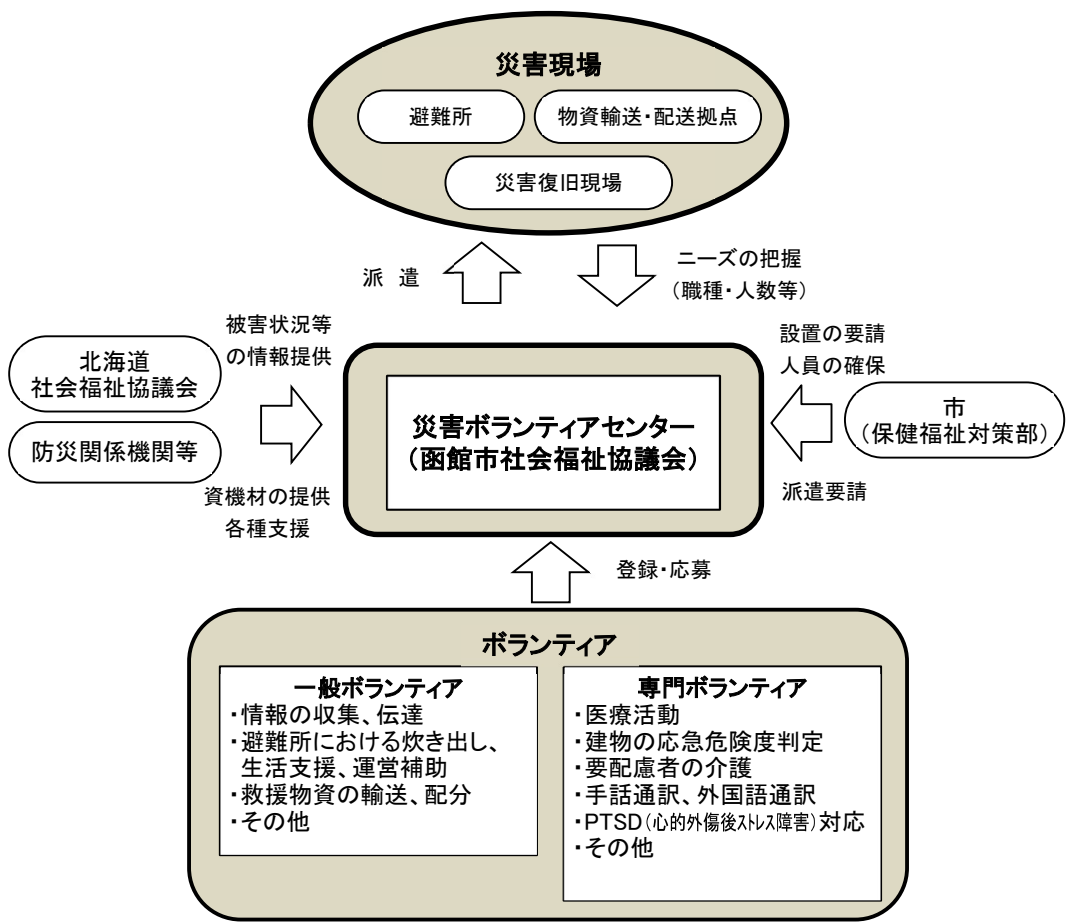 災害現場
避難所
物資輸送・配送拠点
災害復旧現場
派 遣
ニーズの把握
（職種・人数等）
被害状況等
の情報提供
北海道
社会福祉協議会
防災関係機関等
資機材の提供
各種支援
災害ボランティアセンター
（函館市社会福祉協議会）
設置の要請
人員の確保
市
（保健福祉対策部）
派遣要請
登録・応募
ボランティア
一般ボランティア
・情報の収集、伝達
・避難所における炊き出し、
生活支援、運営補助
・救援物資の輸送、配分
・その他
専門ボランティア
・医療活動
・建物の応急危険度判定
・要配慮者の介護
・手話通訳、外国語通訳
・PTSD（心的外傷後ストレス障害）対応
・その他